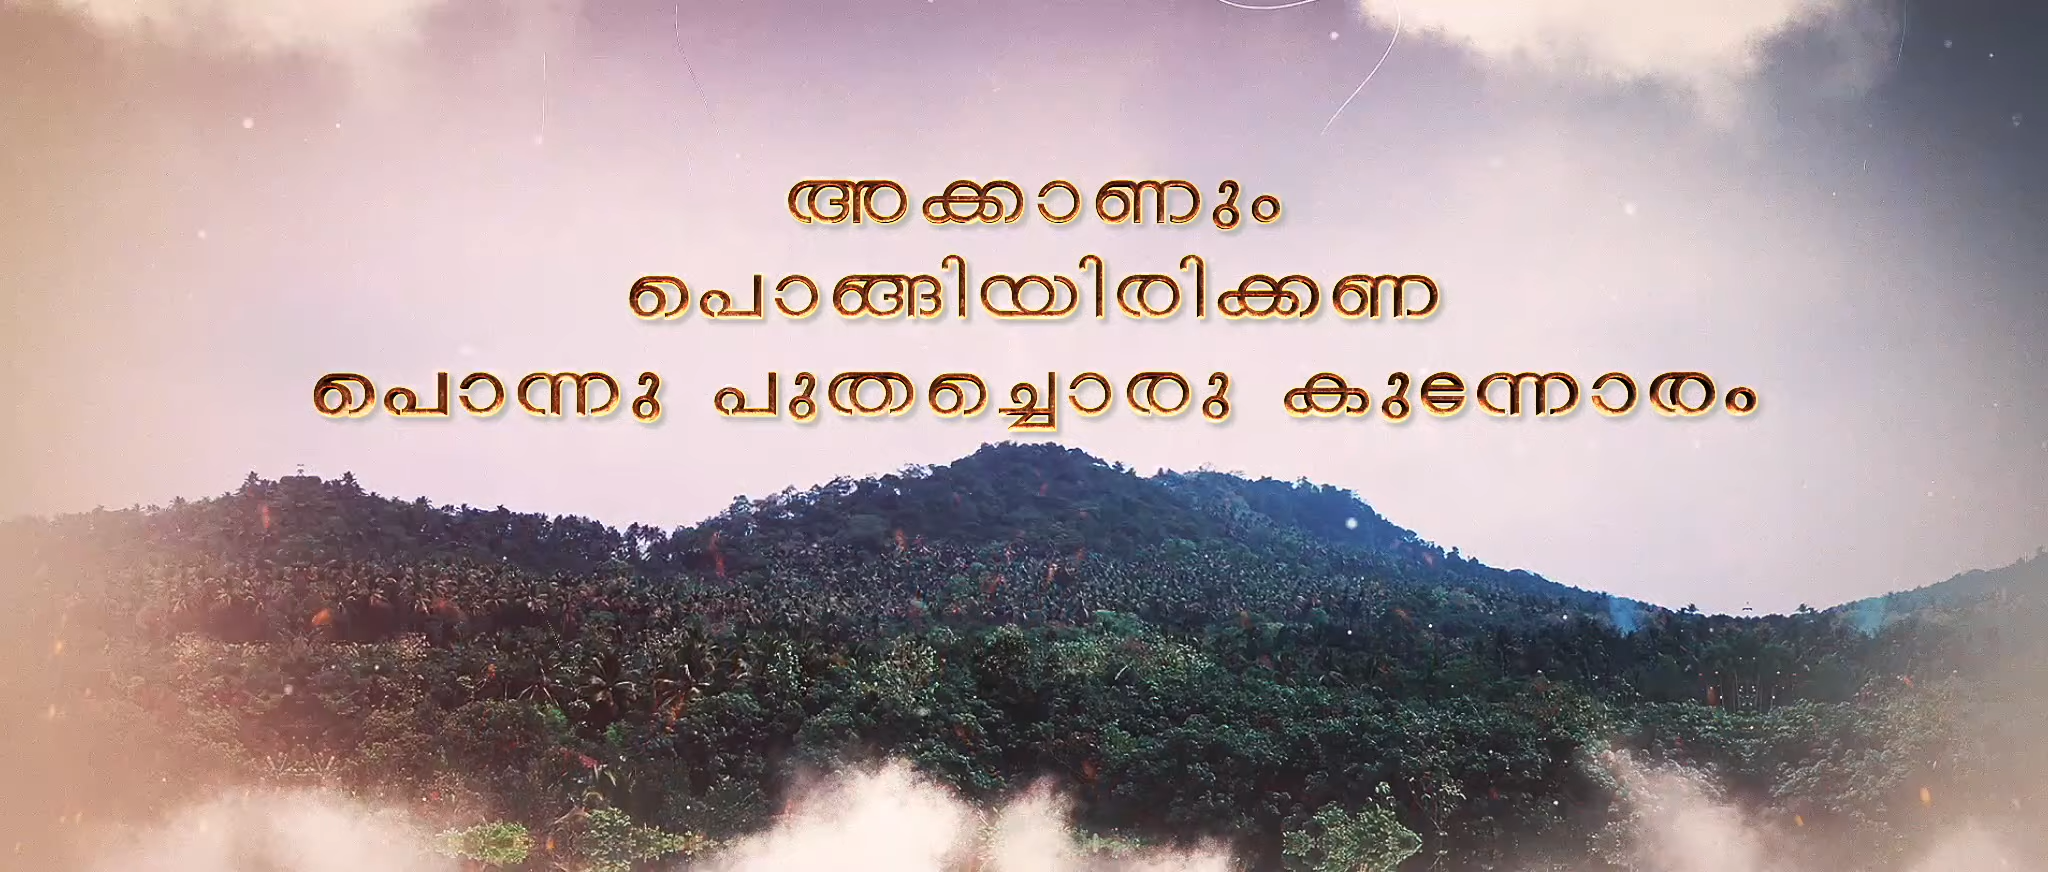 അക്കാണും
പൊങ്ങിയിരിക്കണ
പൊന്നു പുതച്ചൊരു കുന്നോരം